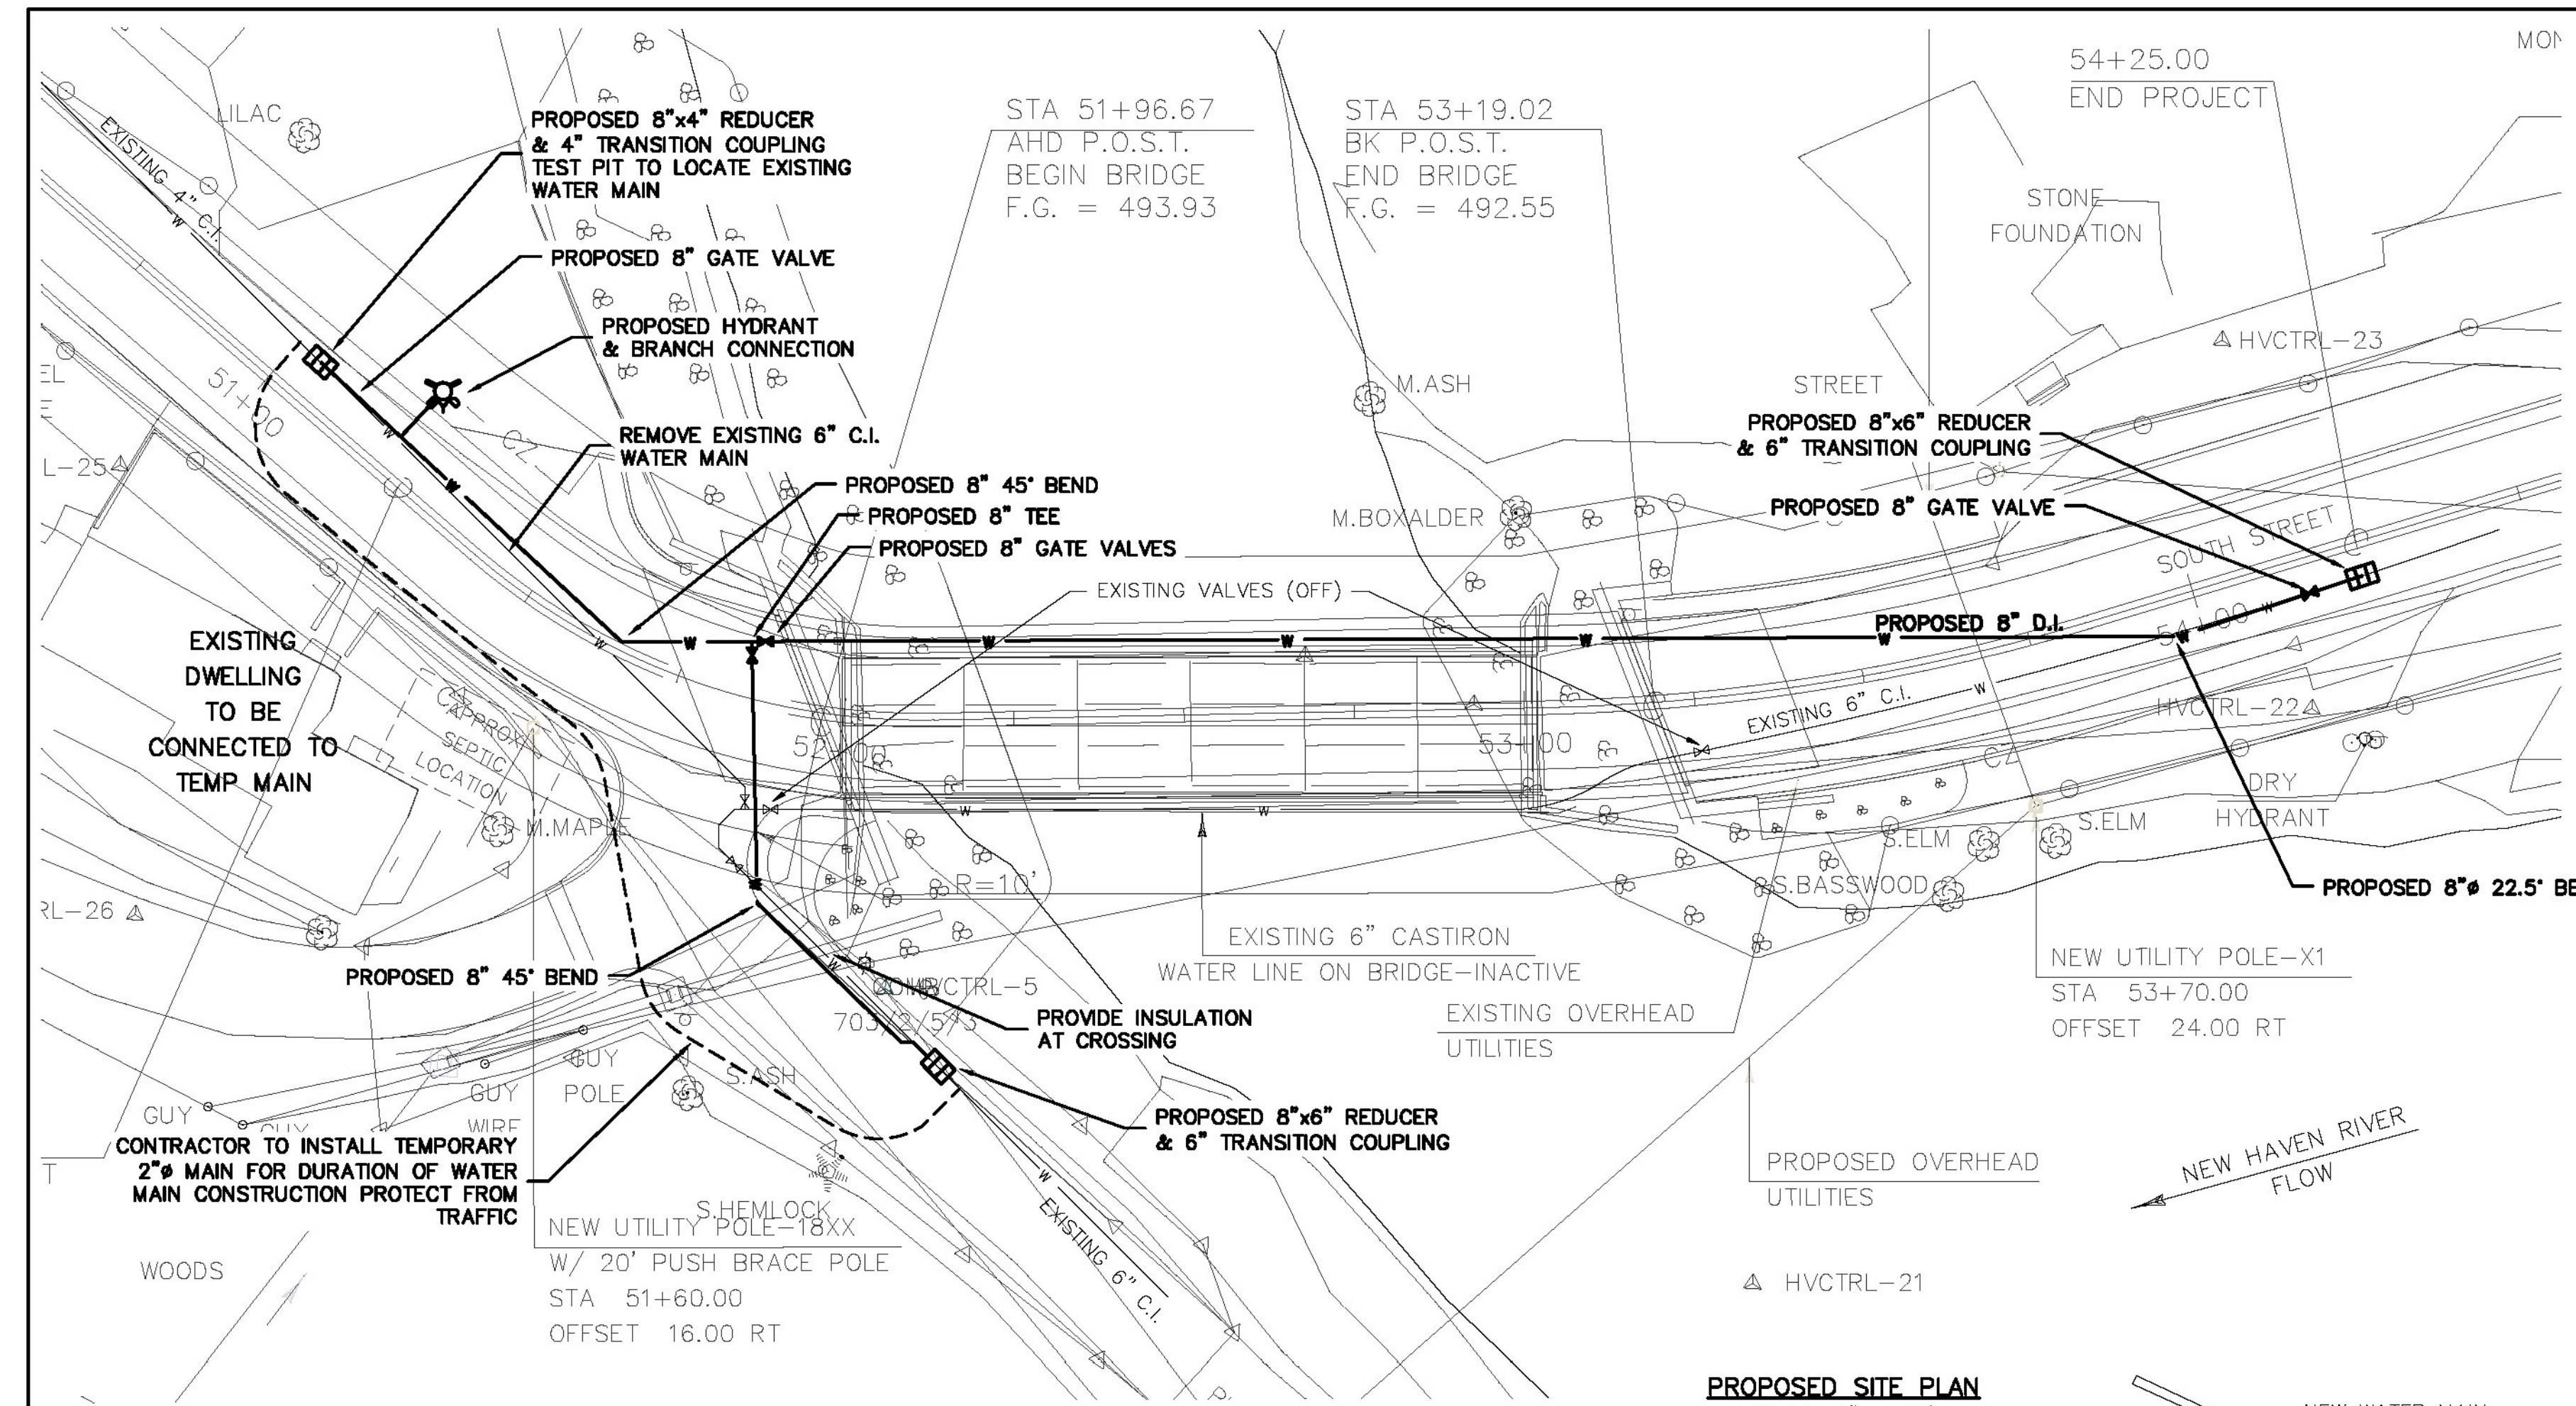 MON
54+25.00
END PROJECT
STA 51+96.67
AHD P.O.S.T.
BEGIN BRIDGE
F.G. = 493.93
STA 53+19.02
BK P.O.S.T.
END BRIDGE
F.G. = 492.55
LILAC
EXISTING 4" C.I.
PROPOSED 8"x4" REDUCER
& 4" TRANSITION COUPLING
TEST PIT TO LOCATE EXISTING
WATER MAIN
PROPOSED 8" GATE VALVE
PROPOSED HYDRANT
& BRANCH CONNECTION
STONE
FOUNDATION
HVCTRL-23
STREET
M.ASH
EL
E
51+00
CZ
L-25
REMOVE EXISTING 6" C.I.
WATER MAIN
PROPOSED 8"x6" REDUCER
& 6" TRANSITION COUPLING
PROPOSED 8" 45° BEND
PROPOSED 8" TEE
PROPOSED 8" GATE VALVES
M.BOXALDER
PROPOSED 8" GATE VALVE
SOUTH STREET
EXISTING VALVES (OFF)
PROPOSED 8" D.I.
54+00
EXISTING
DWELLING
TO BE
CONNECTED TO
TEMP MAIN
APPROX
SEPTIC
LOCATION
52+00
53+00
EXISTING 6" C.I.
HVCTRL-22
CZ
DRY
HYDRANT
M.MAPLE
S.ELM
S.ELM
S.BASSWOOD
R=10'
RL-26
PROPOSED 8"ø 22.5° BE
EXISTING 6" CASTIRON
WATER LINE ON BRIDGE-INACTIVE
PROPOSED 8" 45° BEND
NEW UTILITY POLE-X1
STA 53+70.00
OFFSET 24.00 RT
PROVIDE INSULATION
AT CROSSING
EXISTING OVERHEAD
UTILITIES
GUY
POLE
GUY
WIRE
GUY
GUY
S.ASH
CONTRACTOR TO INSTALL TEMPORARY
2"ø MAIN FOR DURATION OF WATER
MAIN CONSTRUCTION PROTECT FROM
TRAFFIC
T
PROPOSED 8"x6" REDUCER
& 6" TRANSITION COUPLING
PROPOSED OVERHEAD
UTILITIES
NEW HAVEN RIVER
FLOW
S.HEMLOCK
NEW UTILITY POLE-18XX
W/ 20' PUSH BRACE POLE
STA 51+60.00
OFFSET 16.00 RT
WOODS
EXISTING 6" C.I.
HVCTRL-21
PROPOSED SITE PLAN
NEW WATER MAIN